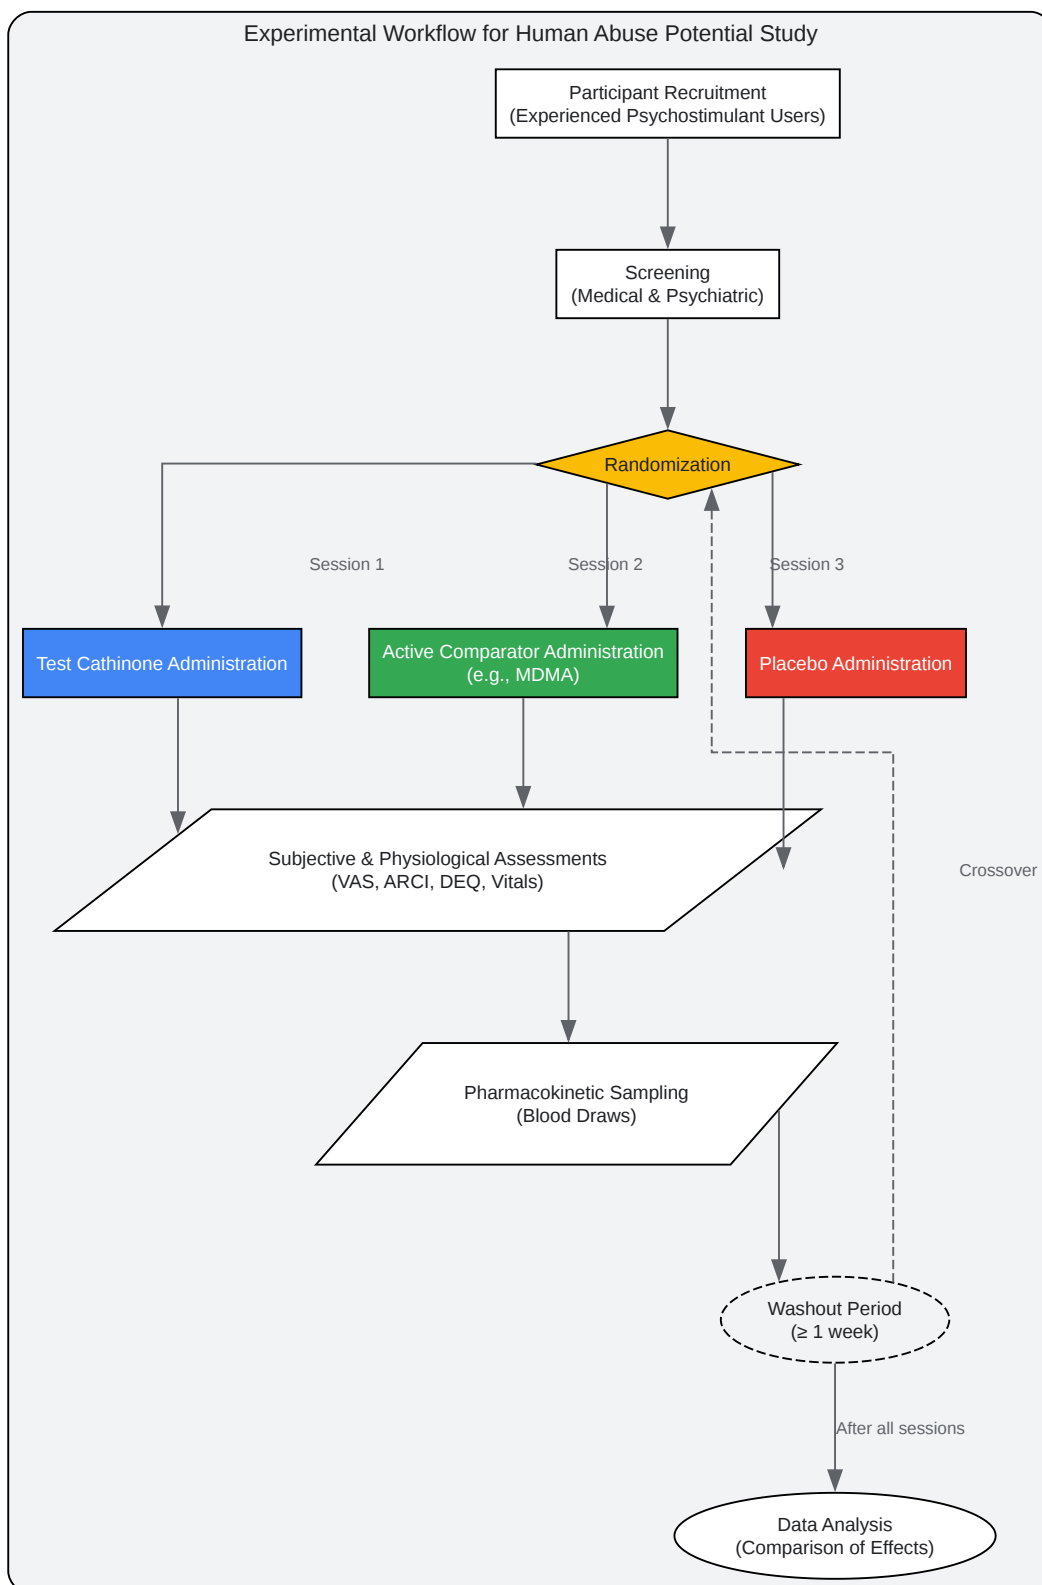 Experimental Workflow for Human Abuse Potential Study
Participant Recruitment
(Experienced Psychostimulant Users)
Screening
(Medical & Psychiatric)
Randomization
Session 1
Session 2
Session 3
Test Cathinone Administration
Active Comparator Administration
(e.g., MDMA)
Placebo Administration
Subjective & Physiological Assessments
(VAS, ARCI, DEQ, Vitals)
Crossover
Pharmacokinetic Sampling
(Blood Draws)
Washout Period
(≥ 1 week)
After all sessions
Data Analysis
(Comparison of Effects)